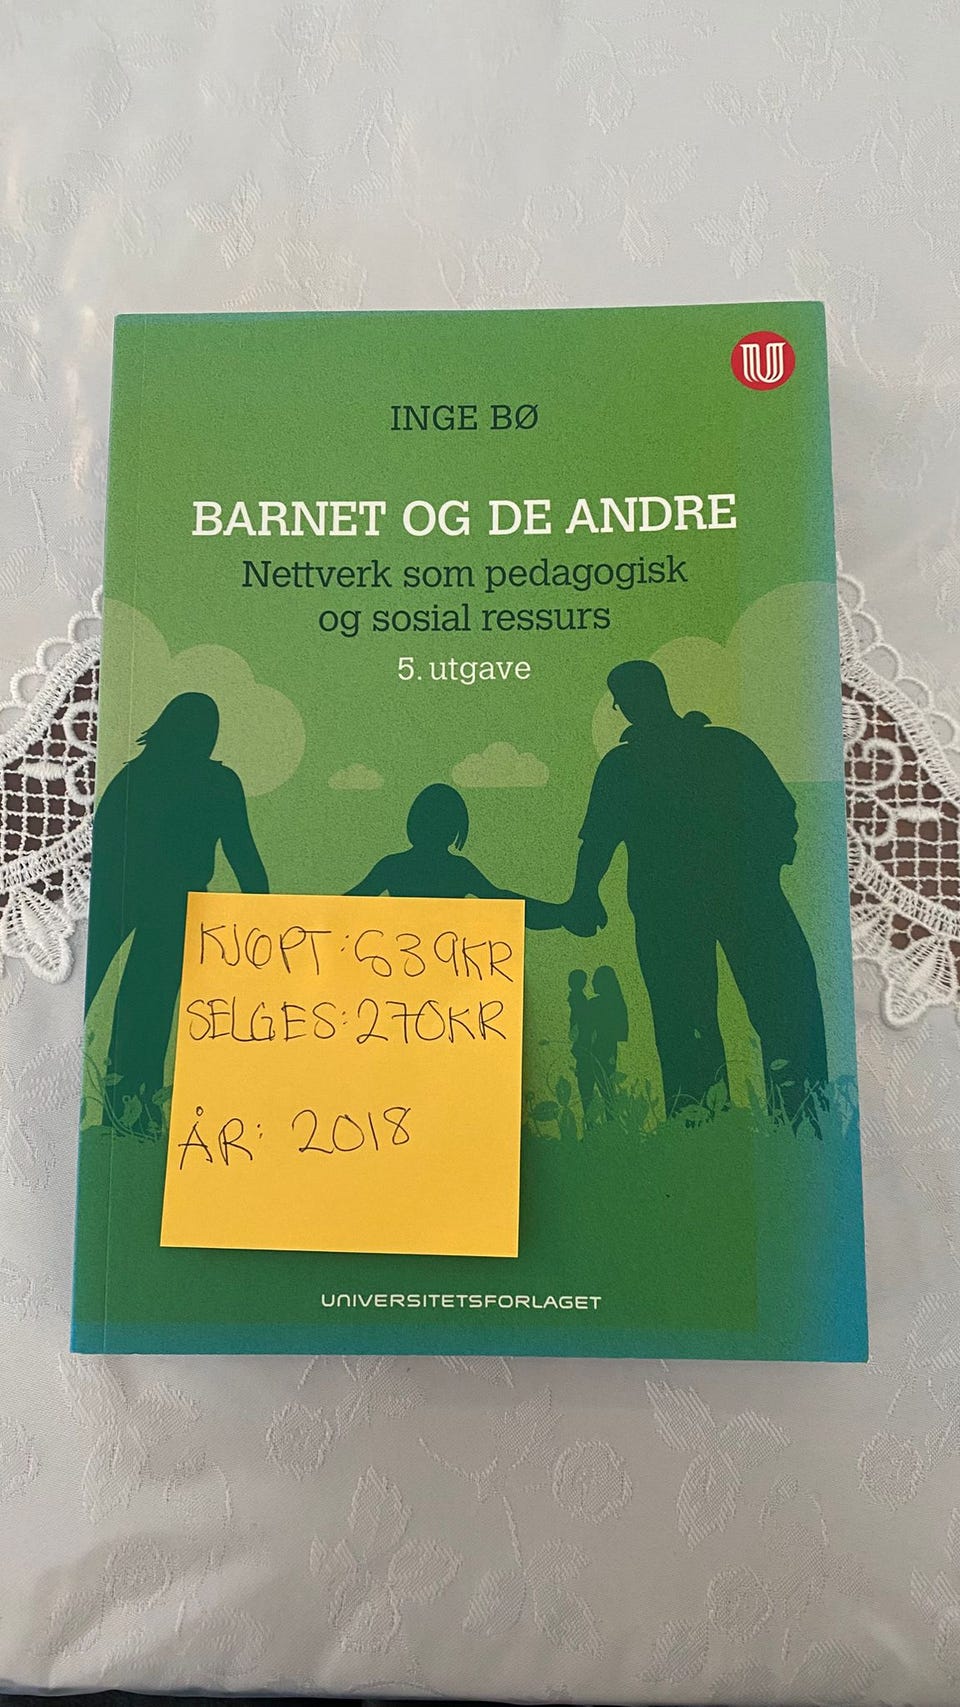 U
INGE BØ
BARNET OG DE ANDRE
Nettverk som pedagogisk
og sosial ressurs
5. utgave
KJØPT: 639KR
SELGES: 270KR
ÅR: 2018
UNIVERSITETSFORLAGET